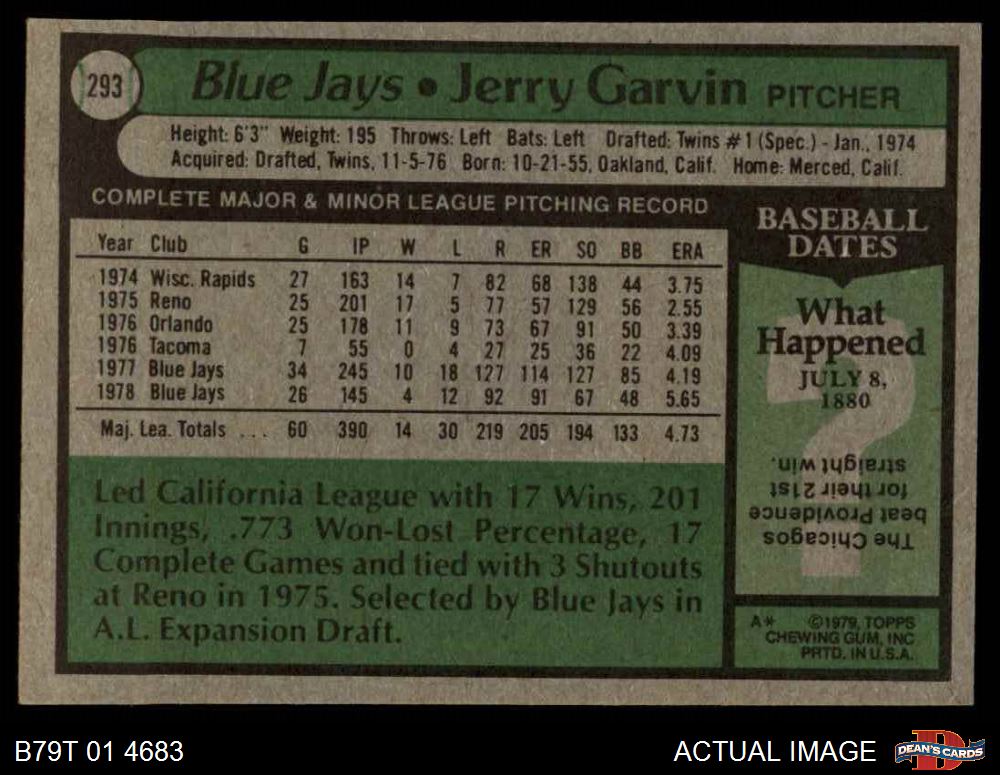 293
Blue Jays • Jerry Garvin PITCHER
Height: 6'3" Weight: 195 Throws: Left Bats: Left Drafted: Twins #1 (Spec.) - Jan., 1974
Acquired: Drafted, Twins, 11-5-76 Born: 10-21-55, Oakland, Calif. Home: Merced, Calif.
COMPLETE MAJOR & MINOR LEAGUE PITCHING RECORD
Year Club G IP W L R ER SO BB ERA
1974 Wisc. Rapids 27 163 14 7 82 68 138 44 3.75
1975 Reno 25 201 17 5 77 57 129 56 2.55
1976 Orlando 25 178 11 9 73 67 91 50 3.39
1976 Tacoma 7 55 0 4 27 25 36 22 4.09
1977 Blue Jays 34 245 10 18 127 114 127 85 4.19
1978 Blue Jays 26 145 4 12 92 91 67 48 5.65
Maj. Lea. Totals ... 60 390 14 30 219 205 194 133 4.73
Led California League with 17 Wins, 201
Innings, .773 Won-Lost Percentage, 17
Complete Games and tied with 3 Shutouts
at Reno in 1975. Selected by Blue Jays in
A.L. Expansion Draft.
BASEBALL
DATES
What
Happened
JULY 8,
1880
?
The Chicagos
beat Providence
for their 21st
straight win.
A* ©1979, TOPPS
CHEWING GUM, INC
PRTD. IN U.S.A.
B79T 01 4683
ACTUAL IMAGE
D
DEAN'S CARDS